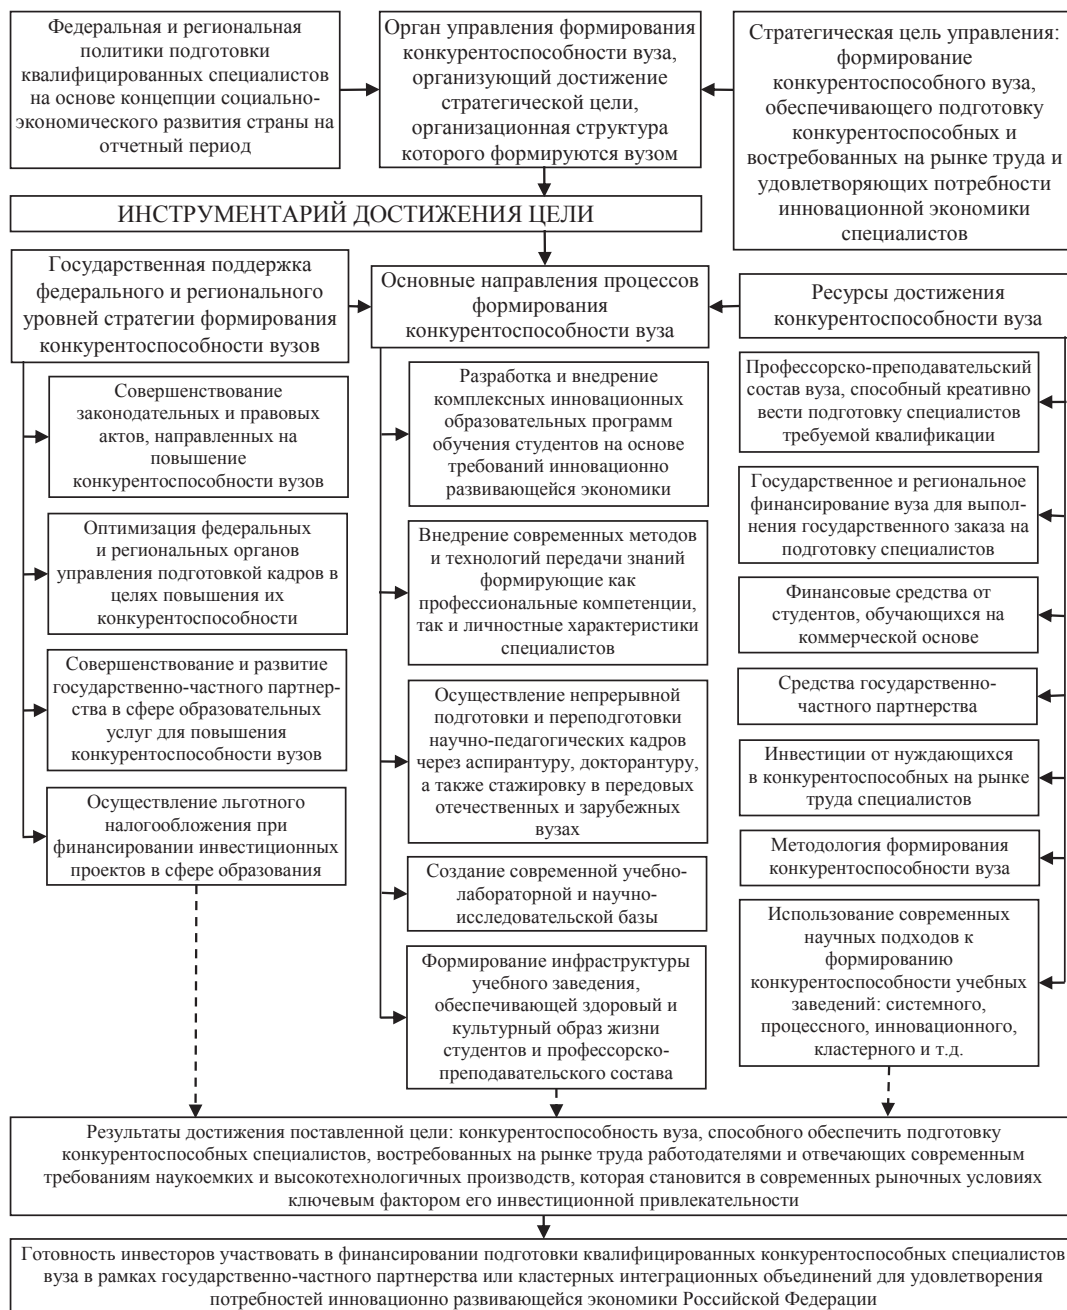 Федеральная и региональная
политики подготовки
квалифицированных специалистов
на основе концепции социально-
экономического развития страны на
отчетный период
Орган управления формирования
конкурентоспособности вуза,
организующий достижение
стратегической цели,
организационная структура
которого формируются вузом
Стратегическая цель управления:
формирование
конкурентоспособного вуза,
обеспечивающего подготовку
конкурентоспособных и
востребованных на рынке труда и
удовлетворяющих потребности
инновационной экономики
специалистов
ИНСТРУМЕНТАРИЙ ДОСТИЖЕНИЯ ЦЕЛИ
Государственная поддержка
федерального и регионального
уровней стратегии формирования
конкурентоспособности вузов
Совершенствование
законодательных и правовых
актов, направленных на
повышение
конкурентоспособности вузов
Оптимизация федеральных
и региональных органов
управления подготовкой кадров в
целях повышения их
конкурентоспособности
Совершенствование и развитие
государственно-частного партнер-
ства в сфере образовательных
услуг для повышения
конкурентоспособности вузов
Осуществление льготного
налогообложения при
финансировании инвестиционных
проектов в сфере образования
Основные направления процессов
формирования
конкурентоспособности вуза
Разработка и внедрение
комплексных инновационных
образовательных программ
обучения студентов на основе
требований инновационно
развивающейся экономики
Внедрение современных методов
и технологий передачи знаний
формирующие как
профессиональные компетенции,
так и личностные характеристики
специалистов
Осуществление непрерывной
подготовки и переподготовки
научно-педагогических кадров
через аспирантуру, докторантуру,
а также стажировку в передовых
отечественных и зарубежных
вузах
Создание современной учебно-
лабораторной и научно-
исследовательской базы
Формирование инфраструктуры
учебного заведения,
обеспечивающей здоровый и
культурный образ жизни
студентов и профессорско-
преподавательского состава
Ресурсы достижения
конкурентоспособности вуза
Профессорско-преподавательский
состав вуза, способный креативно
вести подготовку специалистов
требуемой квалификации
Государственное и региональное
финансирование вуза для выпол-
нения государственного заказа на
подготовку специалистов
Финансовые средства от
студентов, обучающихся на
коммерческой основе
Средства государственно-
частного партнерства
Инвестиции от нуждающихся
в конкурентоспособных на рынке
труда специалистов
Методология формирования
конкурентоспособности вуза
Использование современных
научных подходов к
формированию
конкурентоспособности учебных
заведений: системного,
процессного, инновационного,
кластерного и т.д.
Результаты достижения поставленной цели: конкурентоспособность вуза, способного обеспечить подготовку
конкурентоспособных специалистов, востребованных на рынке труда работодателями и отвечающих современным
требованиям наукоемких и высокотехнологичных производств, которая становится в современных рыночных условиях
ключевым фактором его инвестиционной привлекательности
Готовность инвесторов участвовать в финансировании подготовки квалифицированных конкурентоспособных специалистов
вуза в рамках государственно-частного партнерства или кластерных интеграционных объединений для удовлетворения
потребностей инновационно развивающейся экономики Российской Федерации